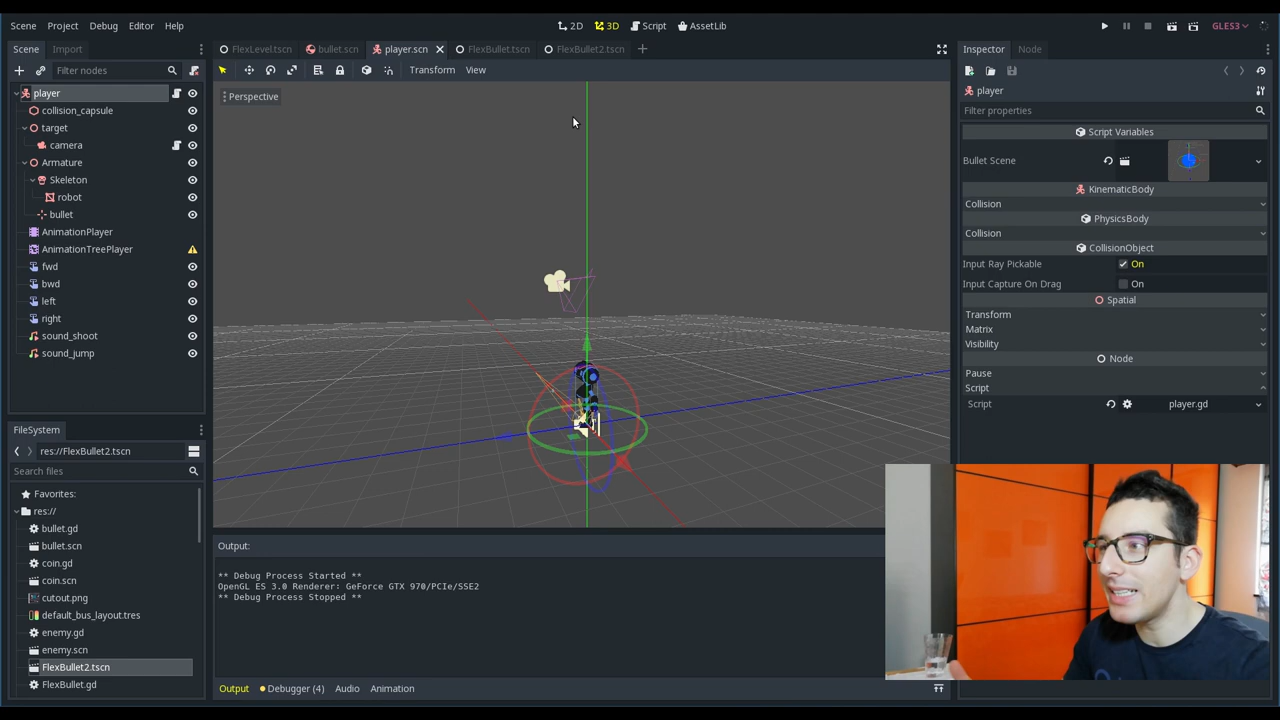 Scene Project Debug Editor Help
2D 3D Script AssetLib
GLES3
Scene Import
FlexLevel.tscn bullet.scn player.scn FlexBullet.tscn FlexBullet2.tscn
Inspector Node
Filter nodes
Transform View
player
Filter properties
Perspective
player
collision_capsule
target
camera
Armature
Skeleton
robot
bullet
AnimationPlayer
AnimationTreePlayer
fwd
bwd
left
right
sound_shoot
sound_jump
Script Variables
Bullet Scene
KinematicBody
Collision
PhysicsBody
Collision
CollisionObject
Input Ray Pickable On
Input Capture On Drag On
Spatial
Transform
Matrix
Visibility
Node
Pause
Script
Script player.gd
FileSystem
res://FlexBullet2.tscn
Search files
Favorites:
res://
bullet.gd
bullet.scn
coin.gd
coin.scn
cutout.png
default_bus_layout.tres
enemy.gd
enemy.scn
FlexBullet2.tscn
FlexBullet.gd
Output:
** Debug Process Started **
OpenGL ES 3.0 Renderer: GeForce GTX 970/PCIe/SSE2
** Debug Process Stopped **
Output Debugger (4) Audio Animation